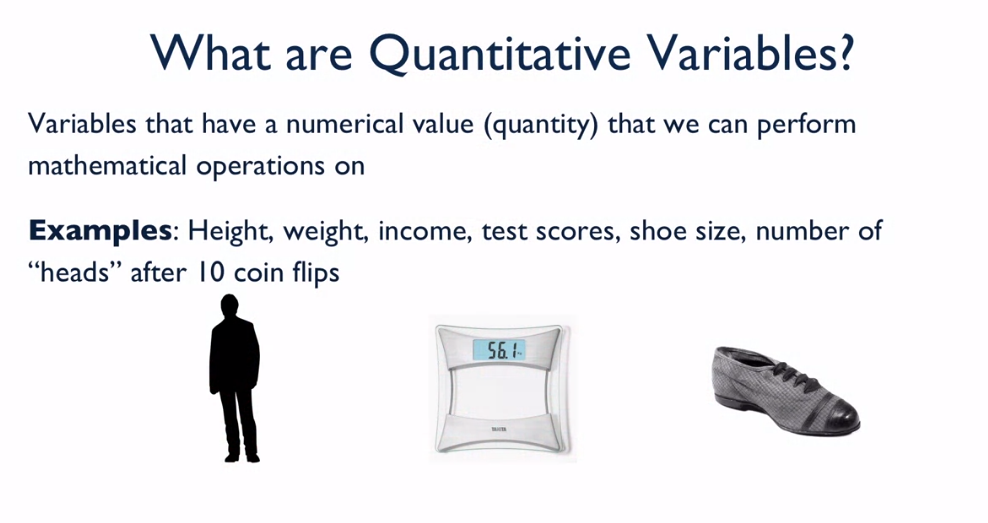 What are Quantitative Variables?
Variables that have a numerical value (quantity) that we can perform
mathematical operations on
Examples: Height, weight, income, test scores, shoe size, number of
“heads” after 10 coin flips
56.1